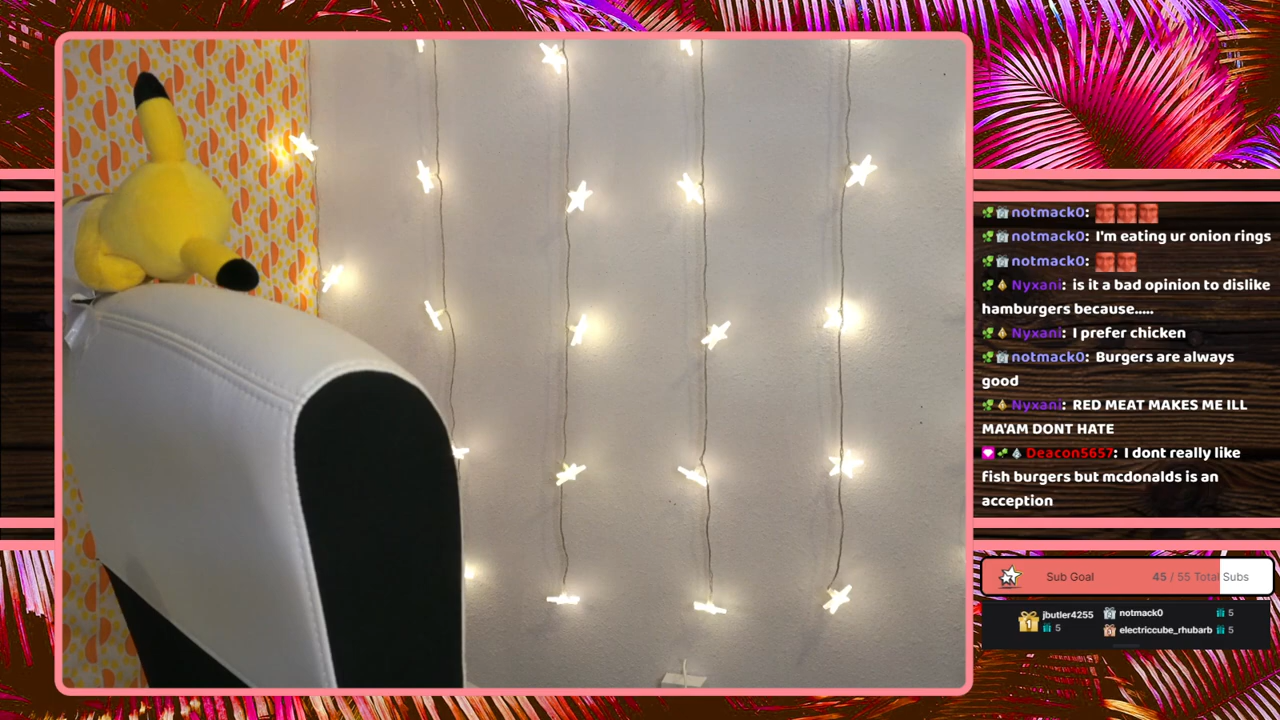 notmack0:
notmack0: I'm eating ur onion rings
notmack0:
Nyxani: is it a bad opinion to dislike
hamburgers because.....
Nyxani: I prefer chicken
notmack0: Burgers are always
good
Nyxani: RED MEAT MAKES ME ILL
MA'AM DONT HATE
Deacon5657: I dont really like
fish burgers but mcdonalds is an
acception
Sub Goal 45 / 55 Total Subs
1 jbutler4255 5
notmack0 5
electriccube_rhubarb 5